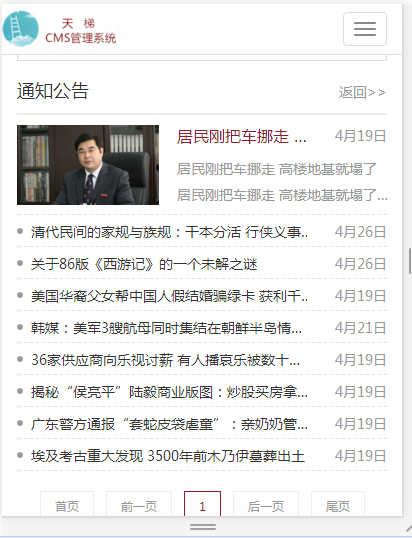 天 梯
CMS管理系统
通知公告
返回>>
居民刚把车挪走 ...
4月19日
居民刚把车挪走 高楼地基就塌了
居民刚把车挪走 高楼地基就塌了...
清代民间的家规与族规：干本分活 行侠义事..
4月26日
关于86版《西游记》的一个未解之谜
4月26日
美国华裔父女帮中国人假结婚骗绿卡 获利千..
4月19日
韩媒：美军3艘航母同时集结在朝鲜半岛情...
4月21日
36家供应商向乐视讨薪 有人播哀乐被数十...
4月19日
揭秘“侯亮平”陆毅商业版图：炒股买房拿...
4月19日
广东警方通报“套蛇皮袋虐童”：亲奶奶管...
4月19日
埃及考古重大发现 3500年前木乃伊墓葬出土
4月19日
首页
前一页
1
后一页
尾页